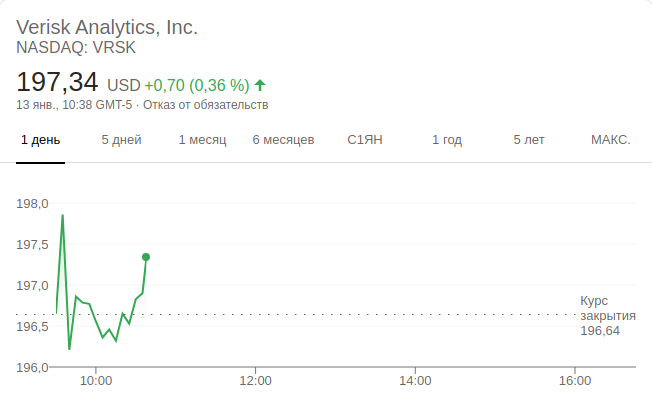 Verisk Analytics, Inc.
NASDAQ: VRSK
197,34 USD +0,70 (0,36 %)
13 янв., 10:38 GMT-5 · Отказ от обязательств
1 день 5 дней 1 месяц 6 месяцев С1ЯН 1 год 5 лет МАКС.
198,0
197,5
197,0
196,5
196,0
Курс
закрытия
196,64
10:00 12:00 14:00 16:00